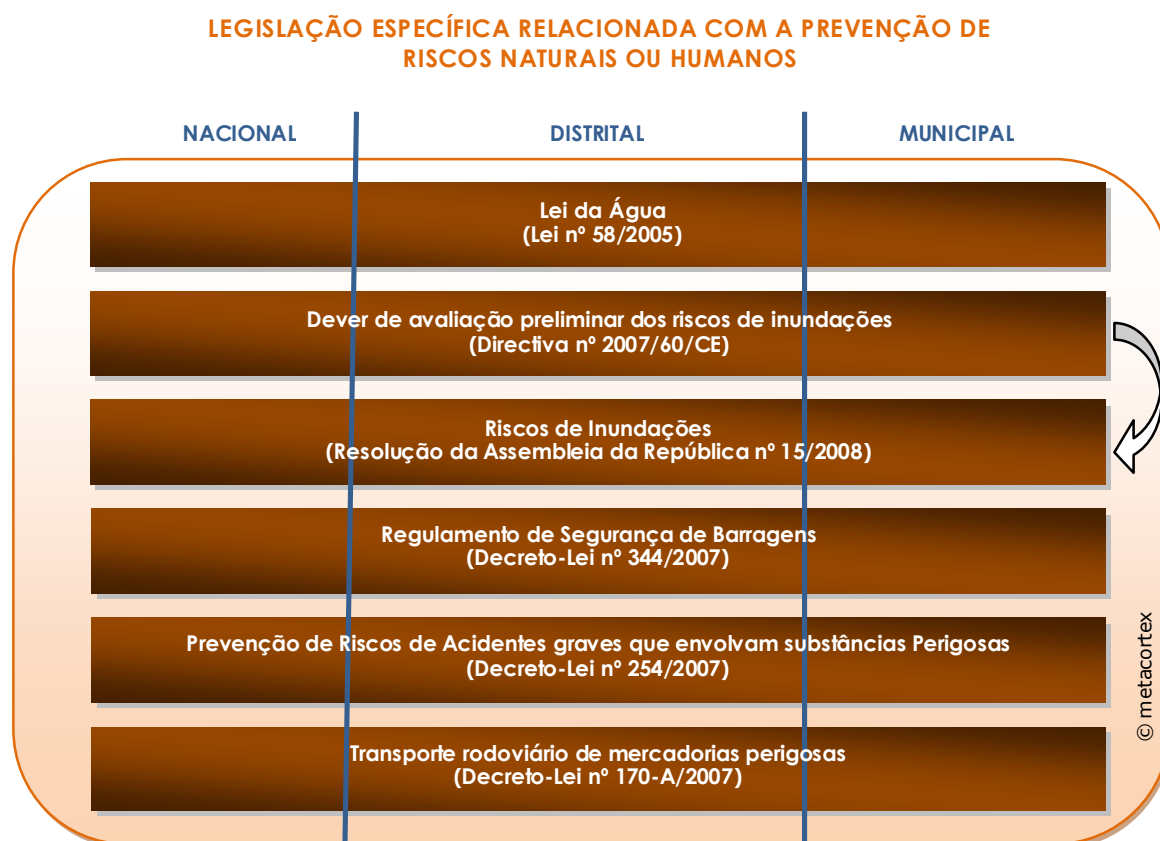 LEGISLAÇÃO ESPECÍFICA RELACIONADA COM A PREVENÇÃO DE
RISCOS NATURAIS OU HUMANOS
NACIONAL
DISTRITAL
MUNICIPAL
Lei da Água
(Lei nº 58/2005)
Dever de avaliação preliminar dos riscos de inundações
(Directiva nº 2007/60/CE)
Riscos de Inundações
(Resolução da Assembleia da República nº 15/2008)
Regulamento de Segurança de Barragens
(Decreto-Lei nº 344/2007)
Prevenção de Riscos de Acidentes graves que envolvam substâncias Perigosas
(Decreto-Lei nº 254/2007)
Transporte rodoviário de mercadorias perigosas
(Decreto-Lei nº 170-A/2007)
© metacortex